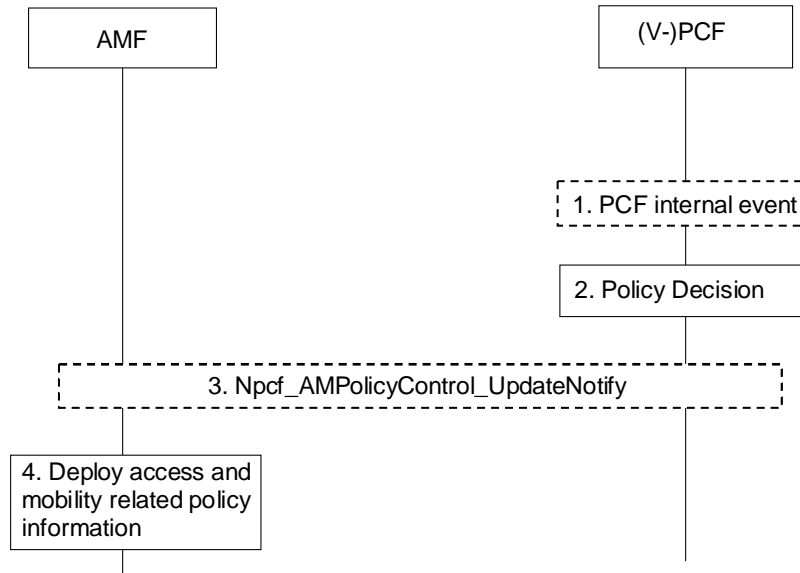 AMF
(V-)PCF
1. PCF internal event
2. Policy Decision
3. Npcf_AMPolicyControl_UpdateNotify
4. Deploy access and
mobility related policy
information